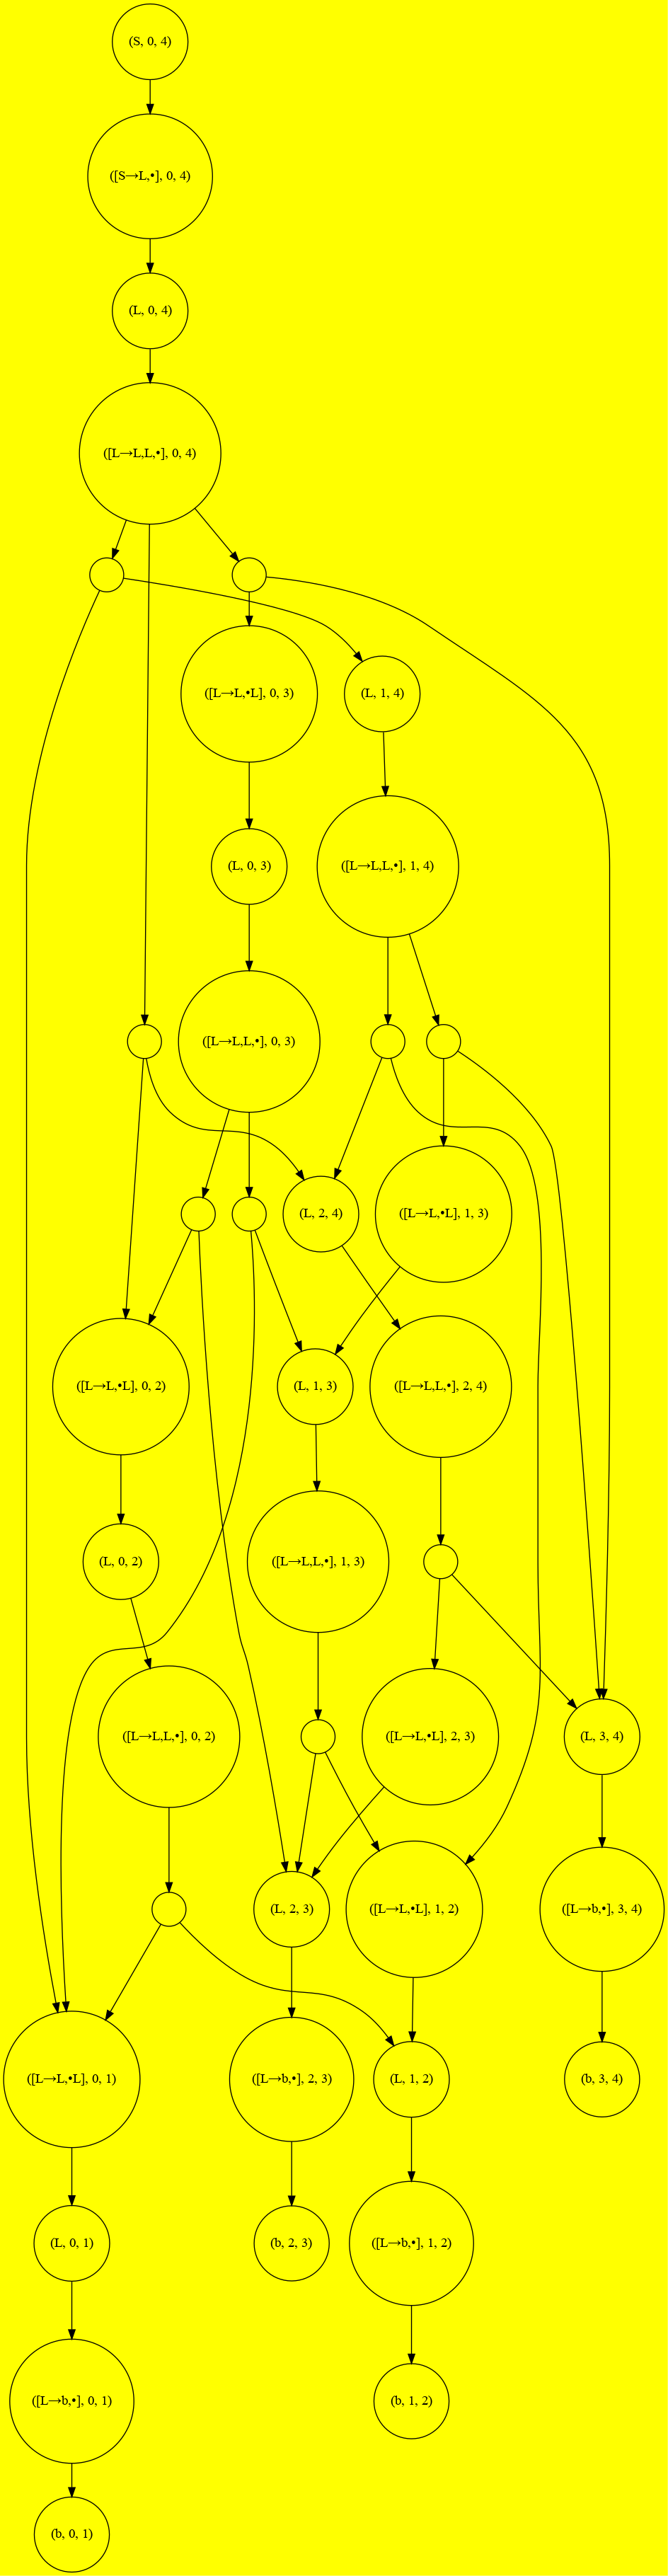 (S, 0, 4)
([S→L,•], 0, 4)
(L, 0, 4)
([L→L,L,•], 0, 4)
([L→L,•L], 0, 3)
(L, 1, 4)
(L, 0, 3)
([L→L,L,•], 1, 4)
([L→L,L,•], 0, 3)
(L, 2, 4)
([L→L,•L], 1, 3)
([L→L,•L], 0, 2)
(L, 1, 3)
([L→L,L,•], 2, 4)
(L, 0, 2)
([L→L,L,•], 1, 3)
([L→L,L,•], 0, 2)
([L→L,•L], 2, 3)
(L, 3, 4)
(L, 2, 3)
([L→L,•L], 1, 2)
([L→b,•], 3, 4)
([L→L,•L], 0, 1)
([L→b,•], 2, 3)
(L, 1, 2)
(b, 3, 4)
(L, 0, 1)
(b, 2, 3)
([L→b,•], 1, 2)
([L→b,•], 0, 1)
(b, 1, 2)
(b, 0, 1)